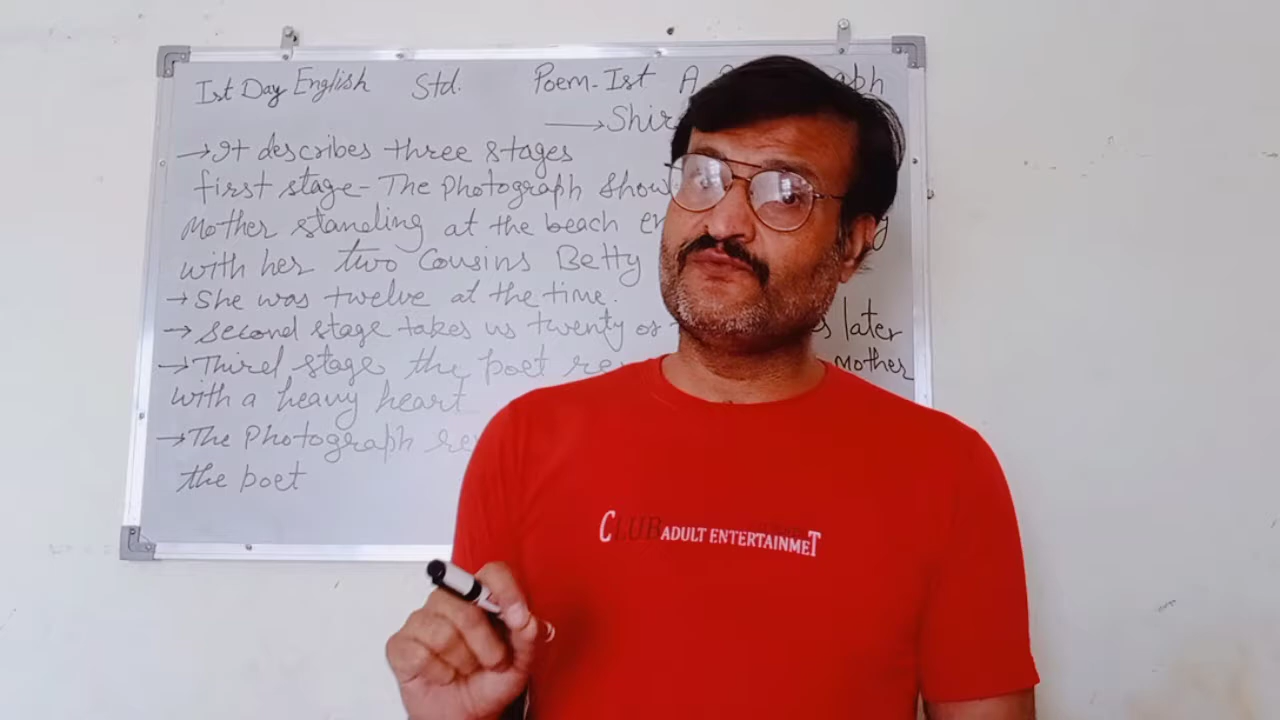 Ist Day English Std. Poem-Ist A ph
→Shir
→It describes three stages
first stage- The Photograph show
Mother standing at the beach
with her two Cousins Betty
→She was twelve at the time.
→second stage takes us twenty or later
→Third stage the poet Mother
with a heavy heart
→The Photograph
the poet
CLUB ADULT ENTERTAINMET